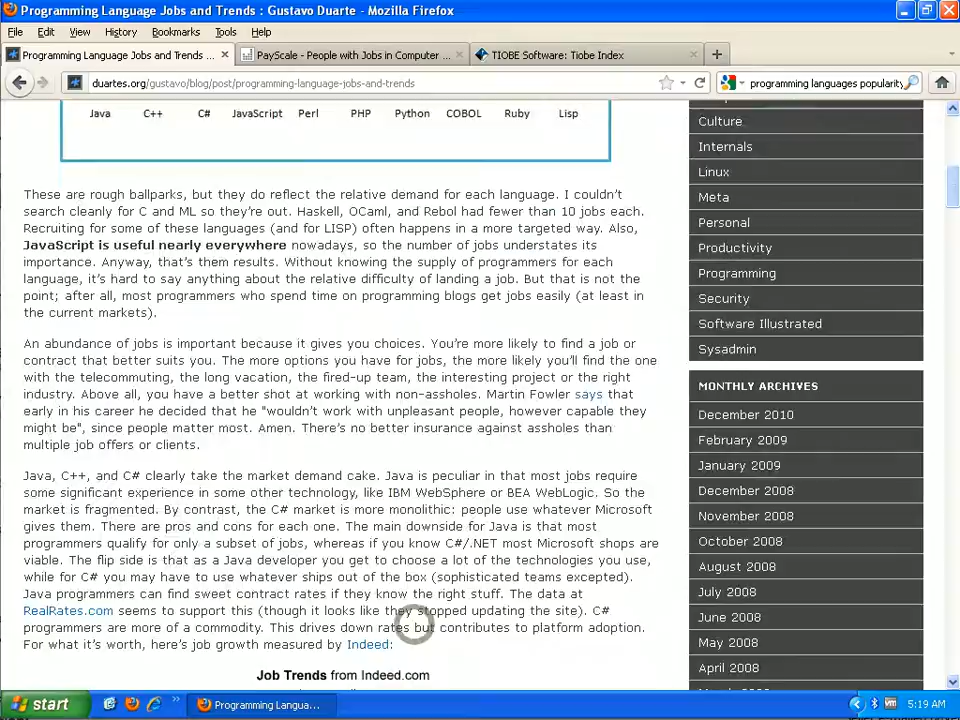 Programming Language Jobs and Trends : Gustavo Duarte - Mozilla Firefox
File Edit View History Bookmarks Tools Help
Programming Language Jobs and Trends ... × PayScale - People with Jobs in Computer ... × TIOBE Software: Tiobe Index × +
duartes.org/gustavo/blog/post/programming-language-jobs-and-trends programming languages popularity
Java C++ C# JavaScript Perl PHP Python COBOL Ruby Lisp
These are rough ballparks, but they do reflect the relative demand for each language. I couldn't
search cleanly for C and ML so they're out. Haskell, OCaml, and Rebol had fewer than 10 jobs each.
Recruiting for some of these languages (and for LISP) often happens in a more targeted way. Also,
JavaScript is useful nearly everywhere nowadays, so the number of jobs understates its
importance. Anyway, that's them results. Without knowing the supply of programmers for each
language, it's hard to say anything about the relative difficulty of landing a job. But that is not the
point; after all, most programmers who spend time on programming blogs get jobs easily (at least in
the current markets).
An abundance of jobs is important because it gives you choices. You're more likely to find a job or
contract that better suits you. The more options you have for jobs, the more likely you'll find the one
with the telecommuting, the long vacation, the fired-up team, the interesting project or the right
industry. Above all, you have a better shot at working with non-assholes. Martin Fowler says that
early in his career he decided that he "wouldn't work with unpleasant people, however capable they
might be", since people matter most. Amen. There's no better insurance against assholes than
multiple job offers or clients.
Java, C++, and C# clearly take the market demand cake. Java is peculiar in that most jobs require
some significant experience in some other technology, like IBM WebSphere or BEA WebLogic. So the
market is fragmented. By contrast, the C# market is more monolithic: people use whatever Microsoft
gives them. There are pros and cons for each one. The main downside for Java is that most
programmers qualify for only a subset of jobs, whereas if you know C#/.NET most Microsoft shops are
viable. The flip side is that as a Java developer you get to choose a lot of the technologies you use,
while for C# you may have to use whatever ships out of the box (sophisticated teams excepted).
Java programmers can find sweet contract rates if they know the right stuff. The data at
RealRates.com seems to support this (though it looks like they stopped updating the site). C#
programmers are more of a commodity. This drives down rates but contributes to platform adoption.
For what it's worth, here's job growth measured by Indeed:
Job Trends from Indeed.com
Culture
Internals
Linux
Meta
Personal
Productivity
Programming
Security
Software Illustrated
Sysadmin
MONTHLY ARCHIVES
December 2010
February 2009
January 2009
December 2008
November 2008
October 2008
August 2008
July 2008
June 2008
May 2008
April 2008
start Programming Langua... 5:19 AM